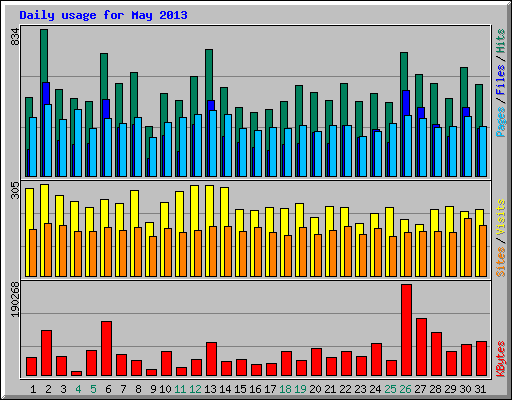 Daily usage for May 2013
834
Pages / Files / Hits
305
Sites / Visits
190268
KBytes
1 2 3 4 5 6 7 8 9 10 11 12 13 14 15 16 17 18 19 20 21 22 23 24 25 26 27 28 29 30 31